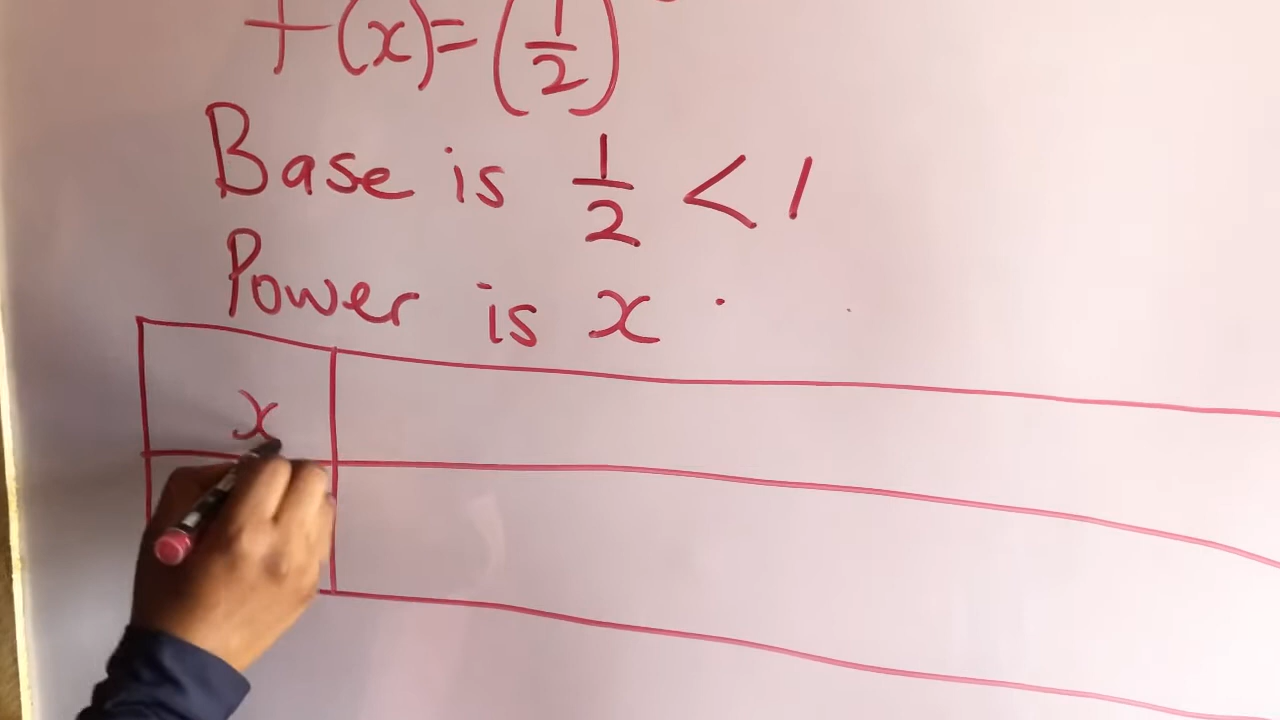 f(x)=(1/2)
Base is 1/2 < 1
Power is x
x